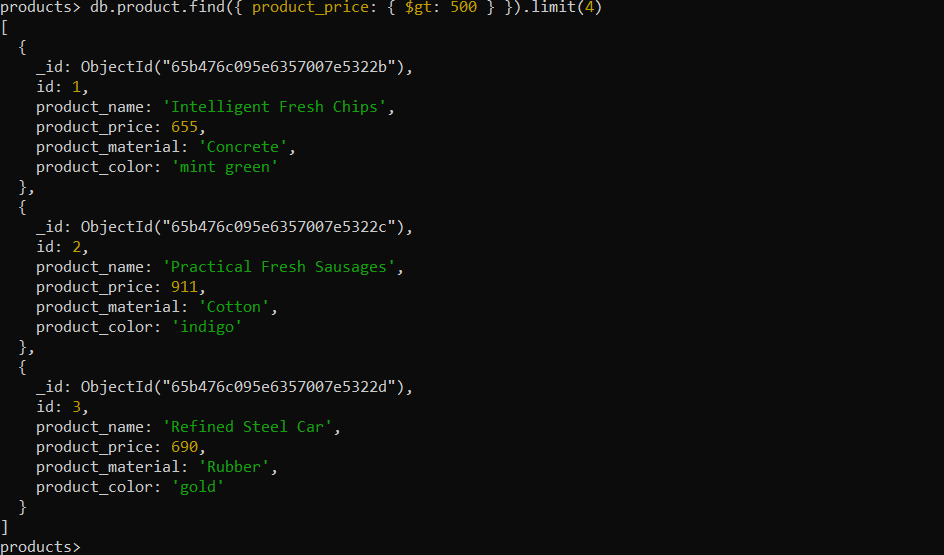 products> db.product.find({ product_price: { $gt: 500 } }).limit(4)
[
  {
    _id: ObjectId("65b476c095e6357007e5322b"),
    id: 1,
    product_name: 'Intelligent Fresh Chips',
    product_price: 655,
    product_material: 'Concrete',
    product_color: 'mint green'
  },
  {
    _id: ObjectId("65b476c095e6357007e5322c"),
    id: 2,
    product_name: 'Practical Fresh Sausages',
    product_price: 911,
    product_material: 'Cotton',
    product_color: 'indigo'
  },
  {
    _id: ObjectId("65b476c095e6357007e5322d"),
    id: 3,
    product_name: 'Refined Steel Car',
    product_price: 690,
    product_material: 'Rubber',
    product_color: 'gold'
  }
]
products>